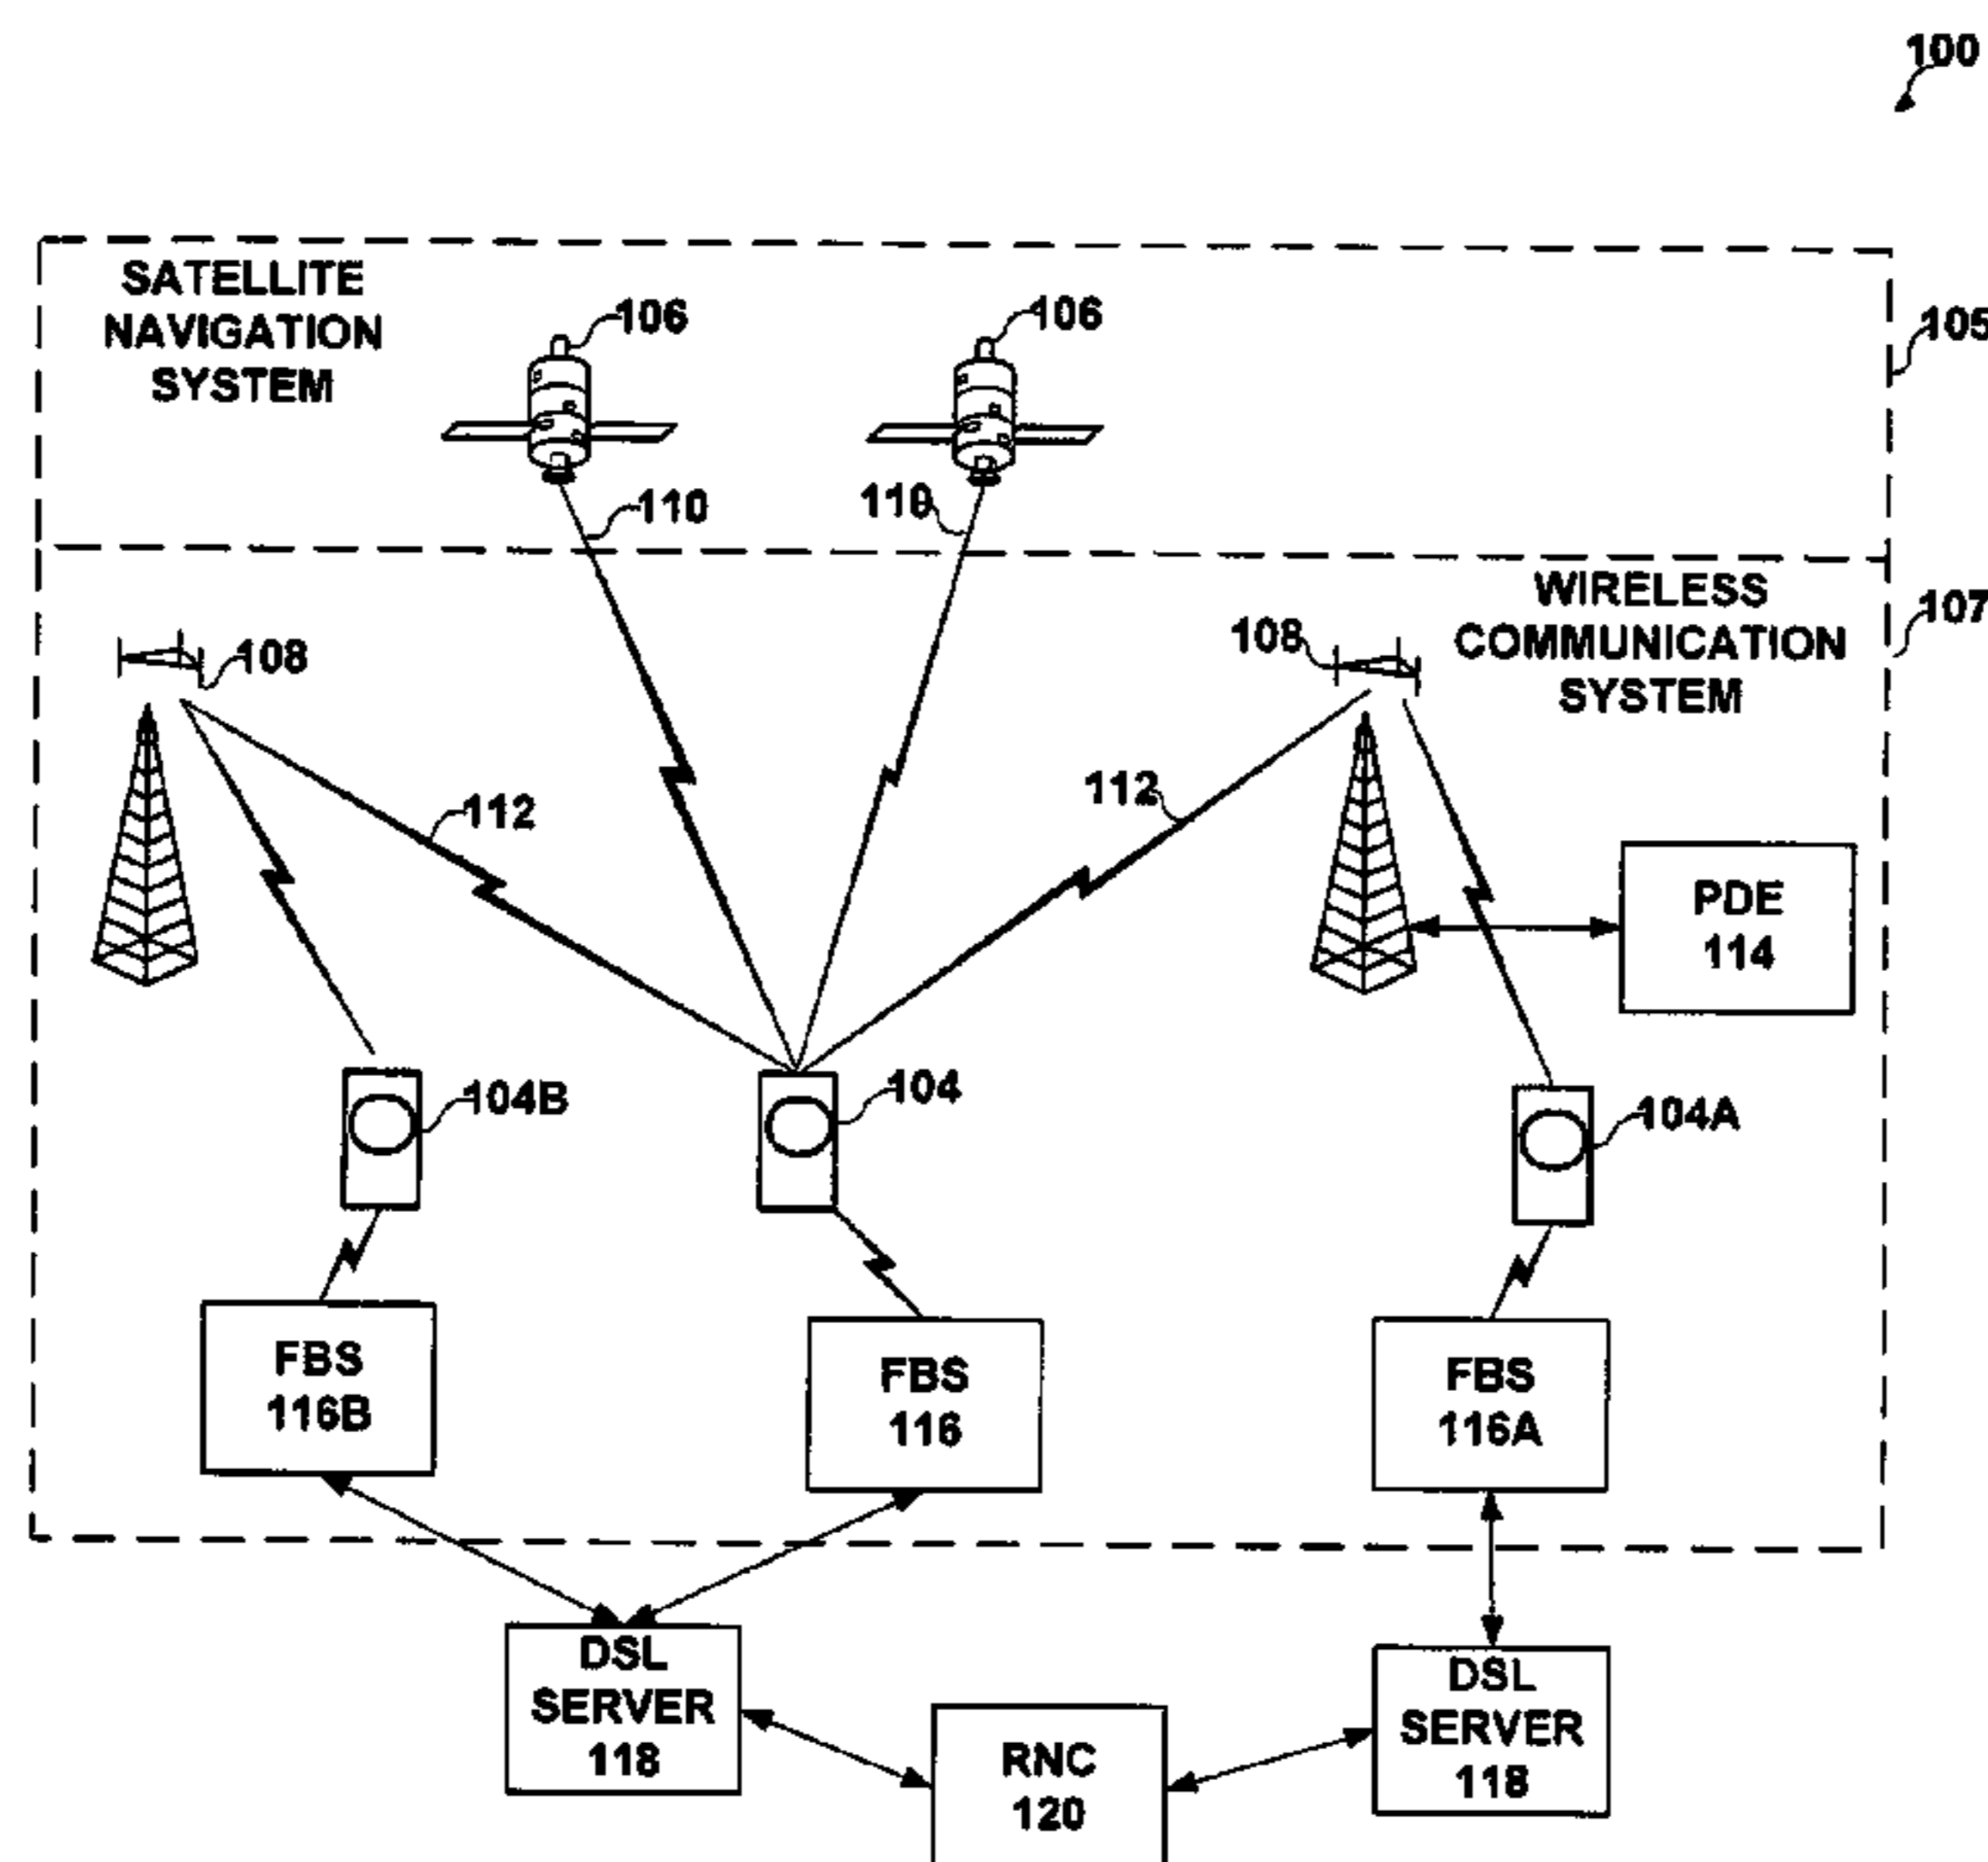 100
SATELLITE
NAVIGATION
SYSTEM
106
106
105
110
110
WIRELESS
COMMUNICATION
SYSTEM
107
108
108
112
112
PDE
114
104B
104
104A
FBS
116B
FBS
116
FBS
116A
DSL
SERVER
118
DSL
SERVER
118
RNC
120